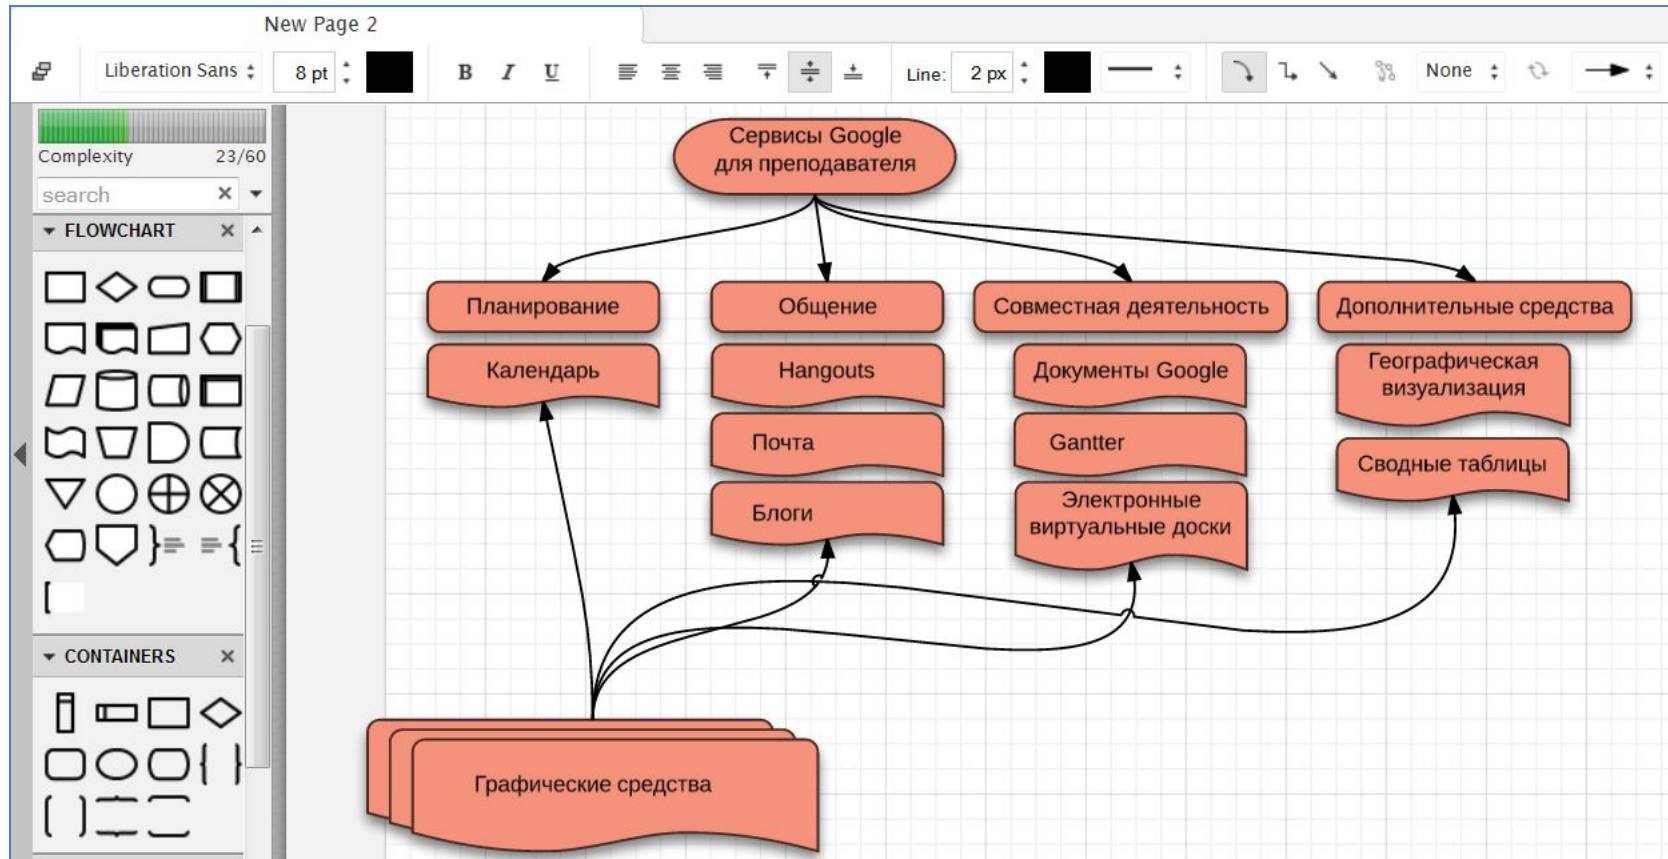 New Page 2
Liberation Sans
8 pt
B I U
Line: 2 px
None
Complexity 23/60
search
FLOWCHART
CONTAINERS
Сервисы Google
для преподавателя
Планирование
Общение
Совместная деятельность
Дополнительные средства
Календарь
Hangouts
Документы Google
Географическая
визуализация
Почта
Gantter
Сводные таблицы
Блоги
Электронные
виртуальные доски
Графические средства